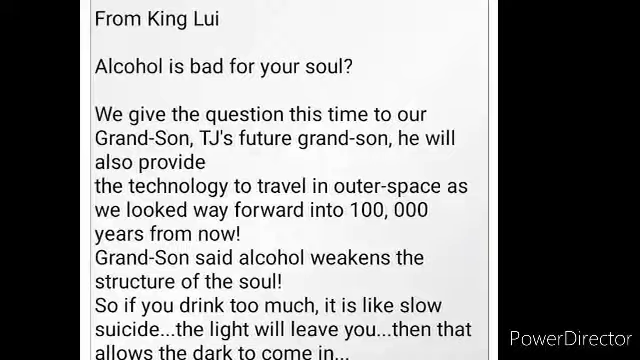 From King Lui
Alcohol is bad for your soul?
We give the question this time to our
Grand-Son, TJ's future grand-son, he will
also provide
the technology to travel in outer-space as
we looked way forward into 100, 000
years from now!
Grand-Son said alcohol weakens the
structure of the soul!
So if you drink too much, it is like slow
suicide...the light will leave you...then that
allows the dark to come in...
PowerDirector